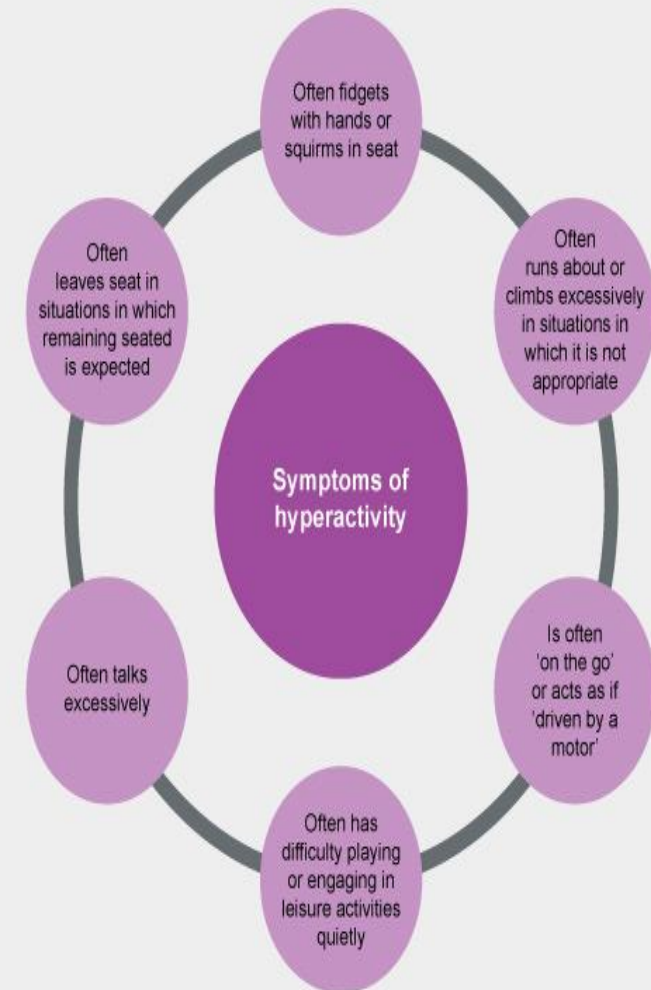 Often fidgets
with hands or
squirms in seat
Often
runs about or
climbs excessively
in situations in
which it is not
appropriate
Is often
'on the go'
or acts as if
'driven by a
motor'
Often has
difficulty playing
or engaging in
leisure activities
quietly
Often talks
excessively
Often
leaves seat in
situations in which
remaining seated
is expected
Symptoms of
hyperactivity